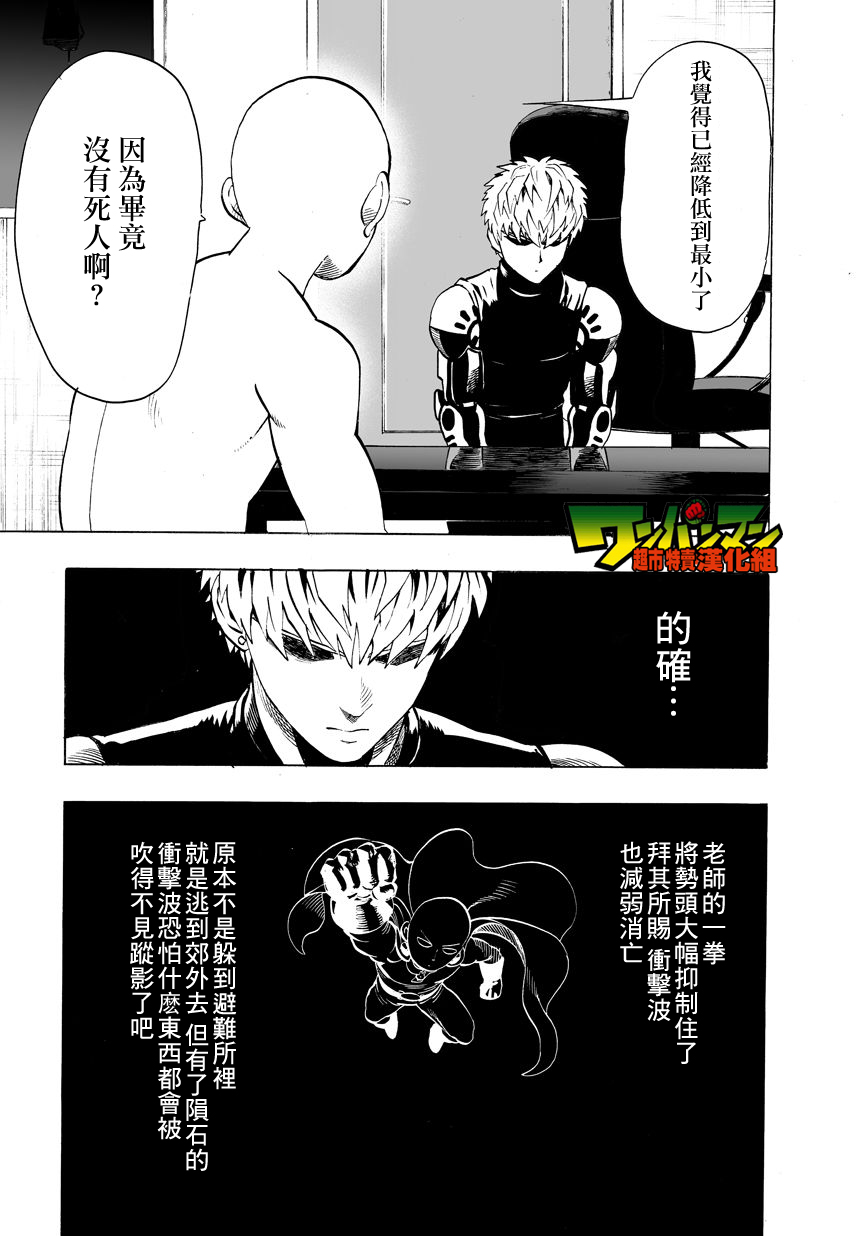 我覺得已經降低到最小了
因為畢竟
沒有死人啊?
ワンパンマン
超市特責漢化組
的確…
老師的一拳
將勢頭大幅抑制住了
拜其所賜 衝擊波
也減弱消亡
原本不是躲到避難所裡
就是逃到郊外去 但有了隕石的
衝擊波恐怕什麼東西都會被
吹得不見蹤影了吧